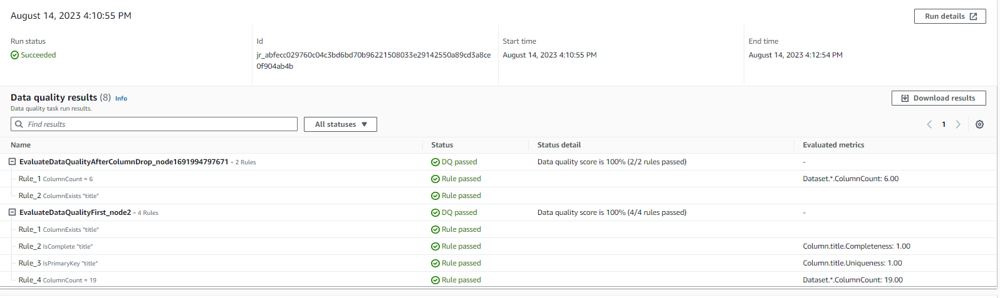 August 14, 2023 4:10:55 PM
Run details
Run status
Id
Start time
End time
Succeeded
jr_abfecc029760c04c3bd6bd70b96221508033e29142550a89cd3a8ce
0f904ab4b
August 14, 2023 4:10:55 PM
August 14, 2023 4:12:54 PM
Data quality results (8) Info
Data quality task run results.
Download results
Find results
All statuses
1
Name Status Status detail Evaluated metrics
EvaluateDataQualityAfterColumnDrop_node1691994797671 - 2 Rules DQ passed Data quality score is 100% (2/2 rules passed) -
Rule_1 ColumnCount = 6 Rule passed Dataset.*.ColumnCount: 6.00
Rule_2 ColumnExists "title" Rule passed
EvaluateDataQualityFirst_node2 - 4 Rules DQ passed Data quality score is 100% (4/4 rules passed) -
Rule_1 ColumnExists "title" Rule passed
Rule_2 IsComplete "title" Rule passed Column.title.Completeness: 1.00
Rule_3 IsPrimaryKey "title" Rule passed Column.title.Uniqueness: 1.00
Rule_4 ColumnCount = 19 Rule passed Dataset.*.ColumnCount: 19.00